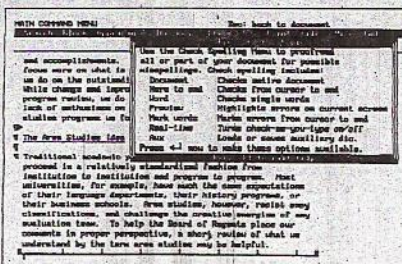 MAIN COMMAND MENU Esc: back to document
Use the Check Spelling Menu to proofread
all or part of your document for possible
misspellings. Check spelling includes:
Document Checks entire document
Here to end Checks from cursor to end
Word Checks single words
Preview Highlights errors on current screen
Mark words Marks errors from cursor to end
Real-time Turns check-as-you-type on/off
Aux Loads or saves auxiliary dic.
Press ↵ now to make these options available.
and accomplishments.
focus more on what is
us as the outstandi
While change and impro
program review, we do
lack of enthusiasm on
studies programs we fo
¶ The Area Studies Idea
¶ Traditional academic p
proceed in a relatively standardized fashion from
institution to institution and program to program. Most
universities, for example, have much the same expectations
of their language departments, their history programs, or
their business schools. Area studies, however, resist easy
classifications, and challenge the creative energies of any
evaluation team. To help the Board of Regents place our
comments in proper perspective, a short review of what we
understand by the term area studies may be helpful.